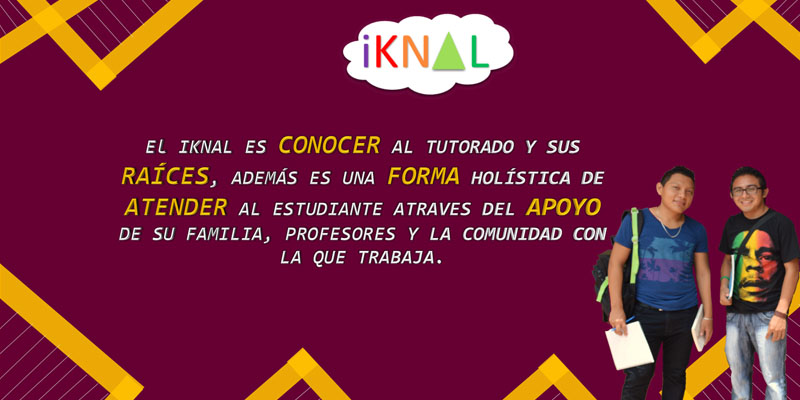 iKNAL
El IKNAL ES CONOCER AL TUTORADO Y SUS
RAÍCES, ADEMÁS ES UNA FORMA HOLÍSTICA DE
ATENDER AL ESTUDIANTE ATRAVES DEL APOYO
DE SU FAMILIA, PROFESORES Y LA COMUNIDAD CON
LA QUE TRABAJA.